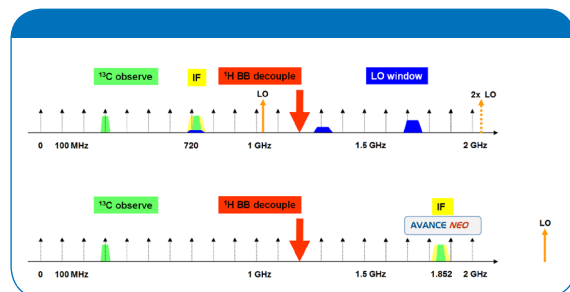 ¹³C observe IF ¹H BB decouple LO window
LO 2x LO
0 100 MHz 720 1 GHz 1.5 GHz 2 GHz
¹³C observe ¹H BB decouple IF
AVANCE NEO
LO
0 100 MHz 1 GHz 1.5 GHz 1.852 2 GHz